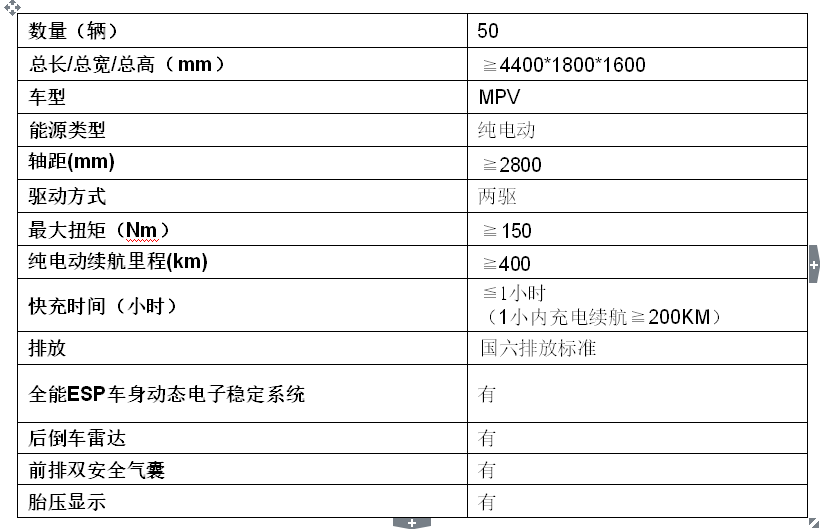 数量（辆） 50
总长/总宽/总高（mm） ≧4400*1800*1600
车型 MPV
能源类型 纯电动
轴距(mm) ≧2800
驱动方式 两驱
最大扭矩（Nm） ≧150
纯电动续航里程(km) ≧400
快充时间（小时） ≦1小时
（1小内充电续航≧200KM）
排放 国六排放标准
全能ESP车身动态电子稳定系统 有
后倒车雷达 有
前排双安全气囊 有
胎压显示 有